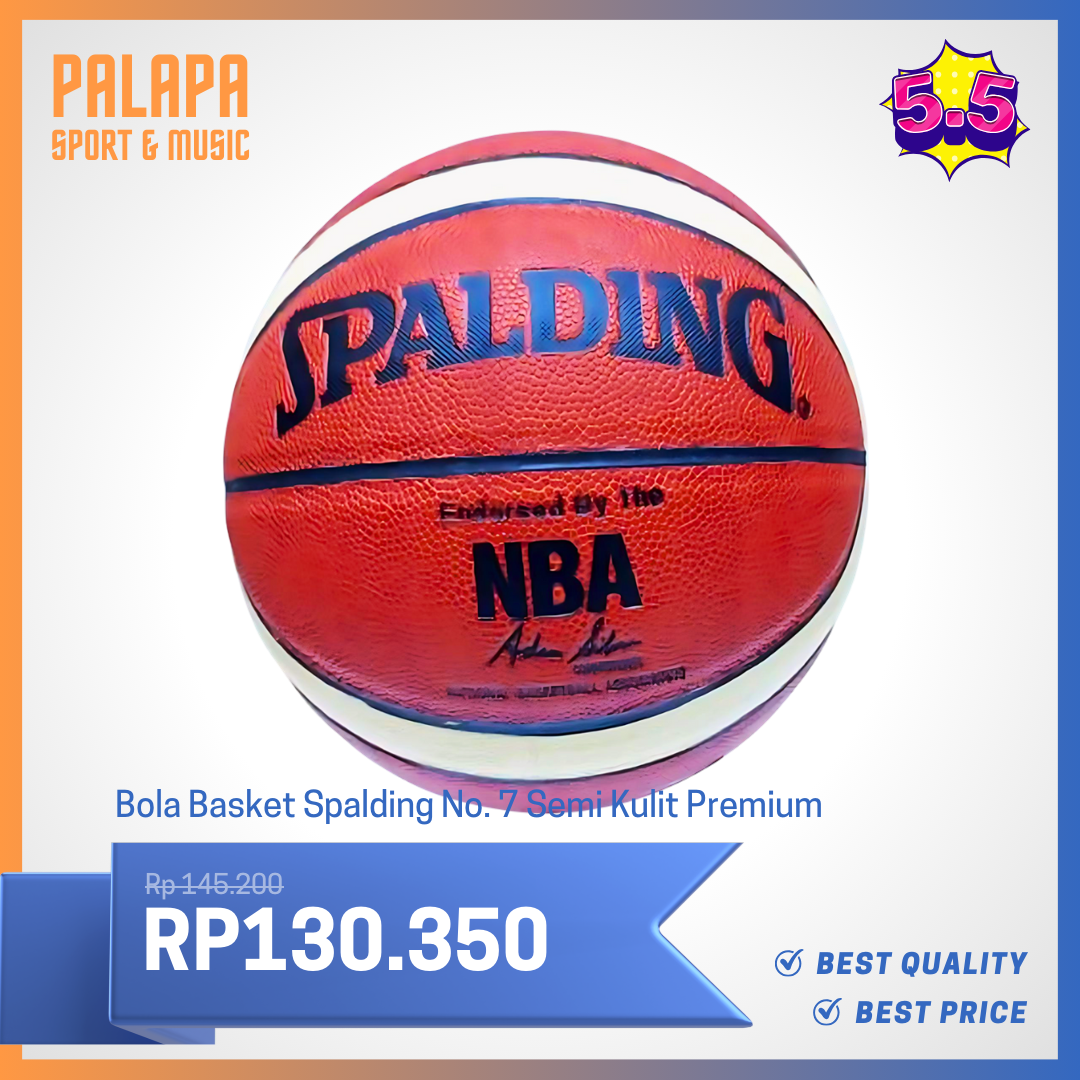 PALAPA
SPORT & MUSIC
5.5
SPALDING
Endorsed By The
NBA
Bola Basket Spalding No. 7 Semi Kulit Premium
Rp 145.200
RP130.350
BEST QUALITY
BEST PRICE